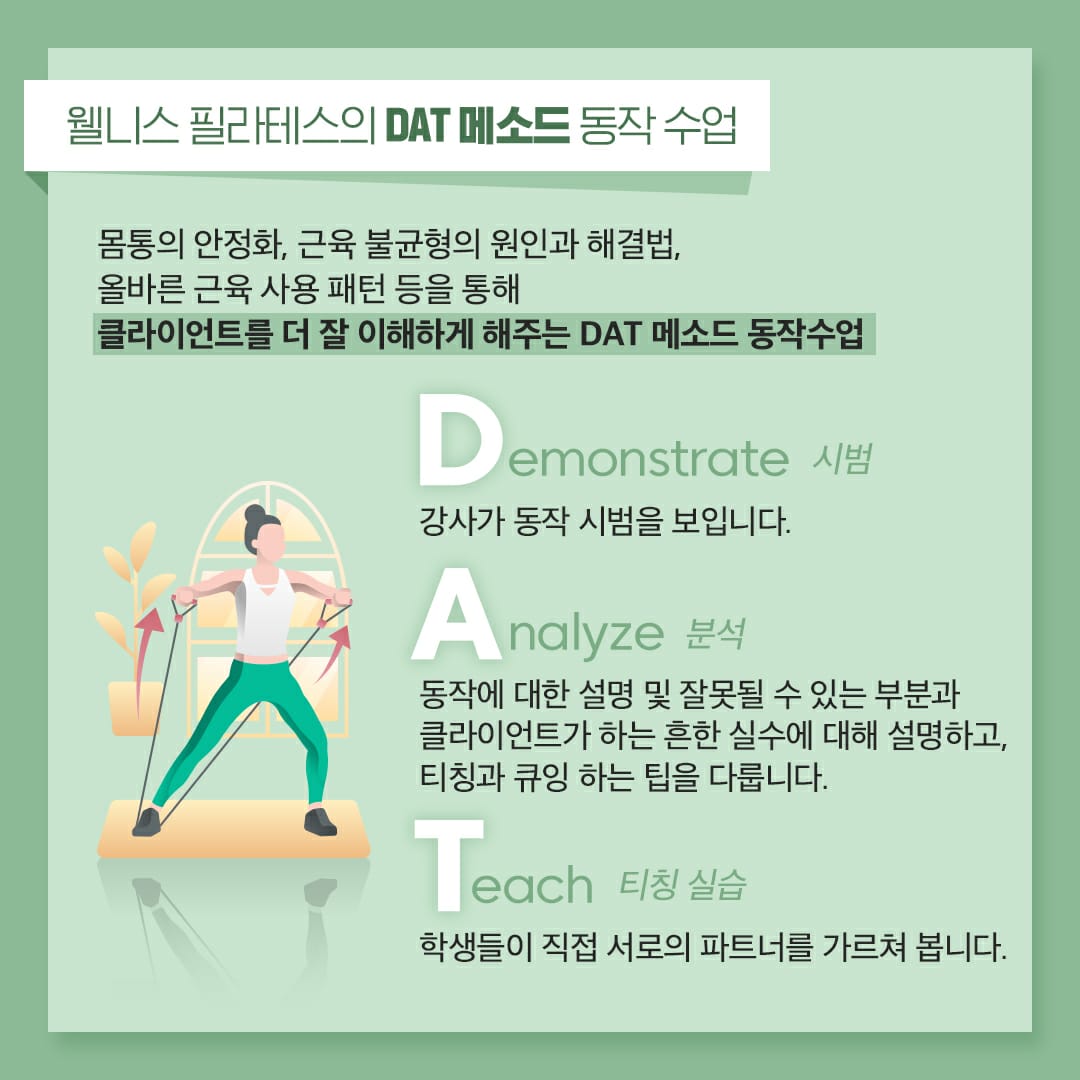 웰니스 필라테스의 DAT 메소드 동작 수업
몸통의 안정화, 근육 불균형의 원인과 해결법,
올바른 근육 사용 패턴 등을 통해
클라이언트를 더 잘 이해하게 해주는 DAT 메소드 동작수업
Demonstrate 시범
강사가 동작 시범을 보입니다.
Analyze 분석
동작에 대한 설명 및 잘못될 수 있는 부분과
클라이언트가 하는 흔한 실수에 대해 설명하고,
티칭과 큐잉 하는 팁을 다룹니다.
Teach 티칭 실습
학생들이 직접 서로의 파트너를 가르쳐 봅니다.